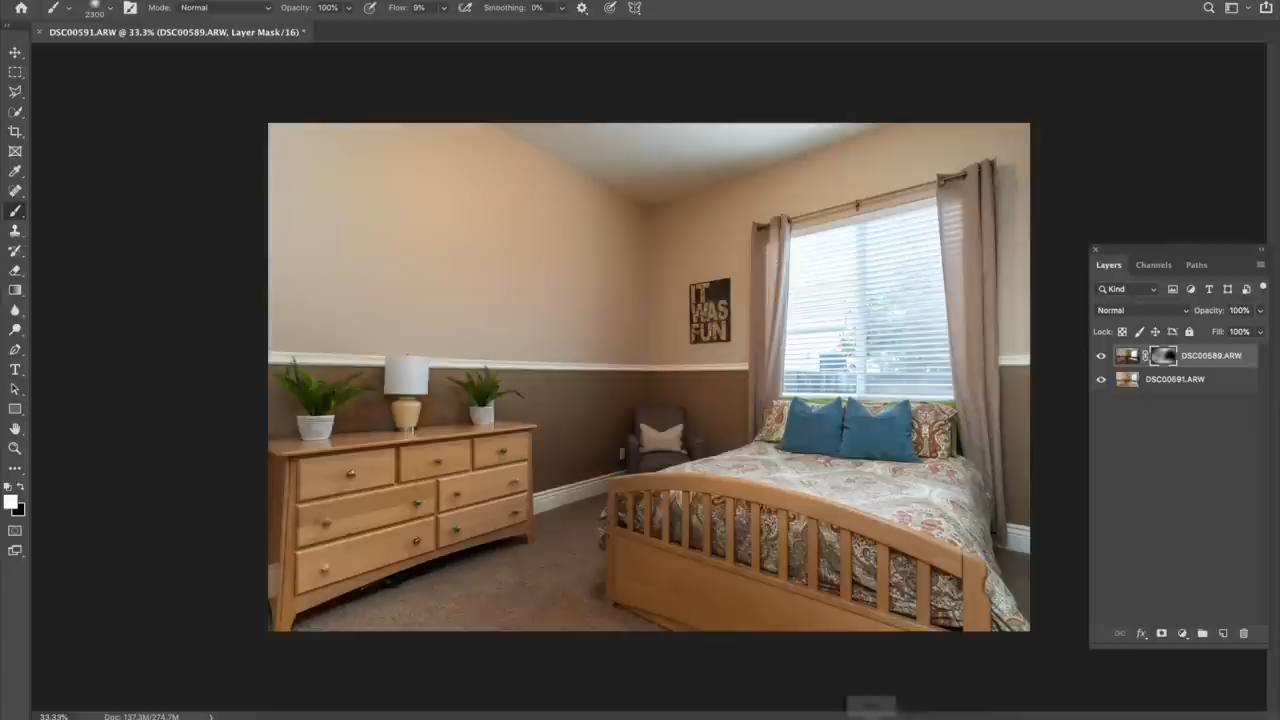 Mode: Normal Opacity: 100% Flow: 9% Smoothing: 0%
2300
× DSC00591.ARW @ 33.3% (DSC00589.ARW, Layer Mask/16) *
IT
WAS
FUN
Layers Channels Paths
Kind
Normal Opacity: 100%
Lock: Fill: 100%
DSC00589.ARW
DSC00591.ARW
fx
33.33% Doc: 137.3M/274.7M